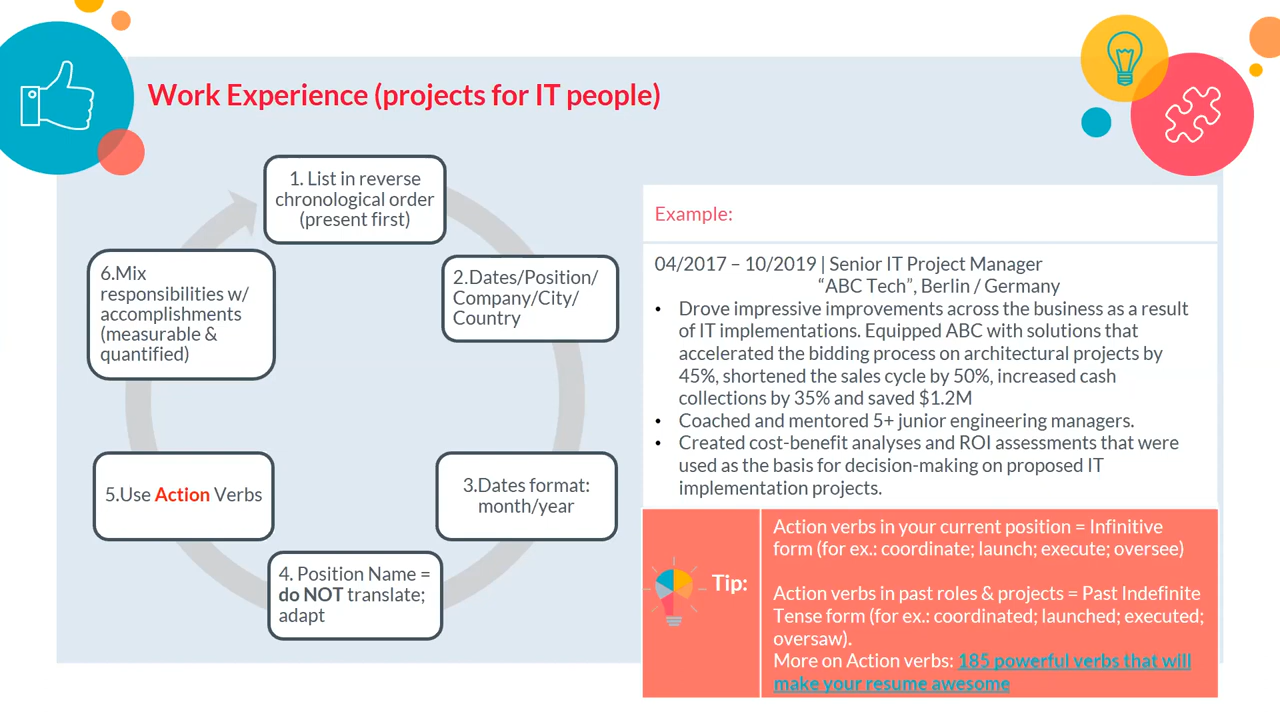 Work Experience (projects for IT people)
1. List in reverse
chronological order
(present first)
2.Dates/Position/
Company/City/
Country
3.Dates format:
month/year
4. Position Name =
do NOT translate;
adapt
5.Use Action Verbs
6.Mix
responsibilities w/
accomplishments
(measurable &
quantified)
Example:
04/2017 – 10/2019 | Senior IT Project Manager
“ABC Tech”, Berlin / Germany
• Drove impressive improvements across the business as a result
of IT implementations. Equipped ABC with solutions that
accelerated the bidding process on architectural projects by
45%, shortened the sales cycle by 50%, increased cash
collections by 35% and saved $1.2M
• Coached and mentored 5+ junior engineering managers.
• Created cost-benefit analyses and ROI assessments that were
used as the basis for decision-making on proposed IT
implementation projects.
Tip:
Action verbs in your current position = Infinitive
form (for ex.: coordinate; launch; execute; oversee)
Action verbs in past roles & projects = Past Indefinite
Tense form (for ex.: coordinated; launched; executed;
oversaw).
More on Action verbs: 185 powerful verbs that will
make your resume awesome